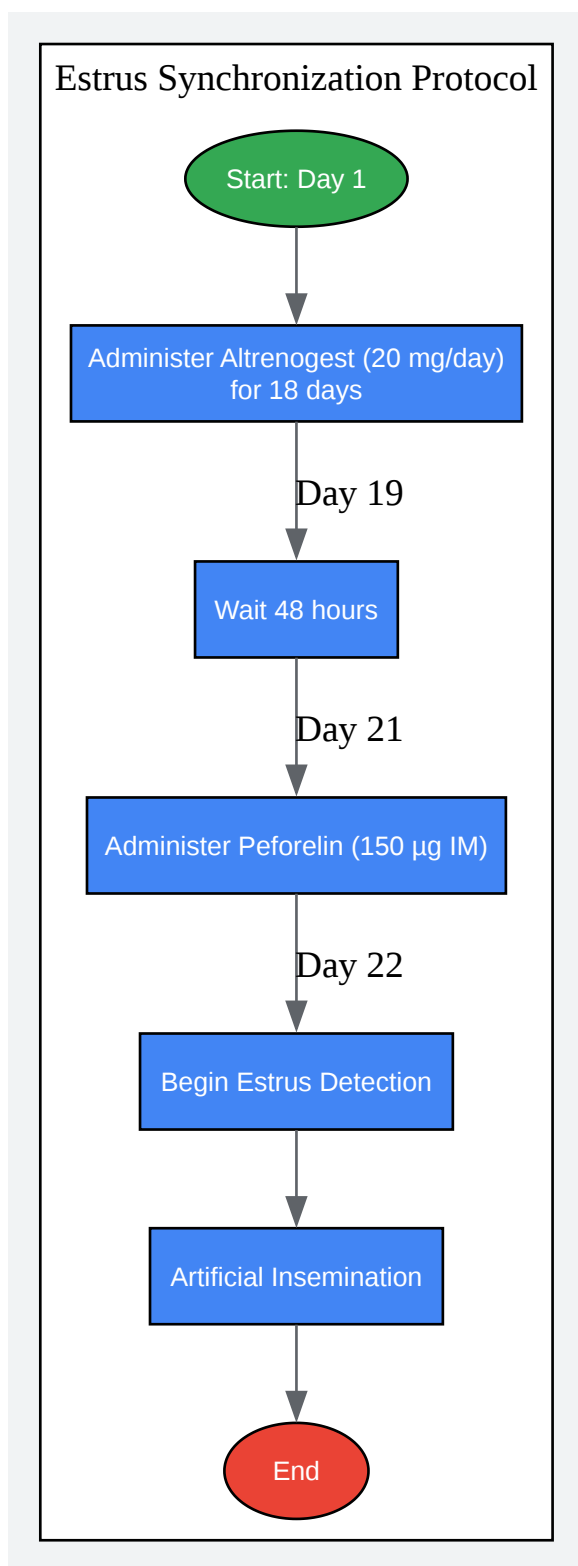 Estrus Synchronization Protocol
Start: Day 1
Administer Altrenogest (20 mg/day)
for 18 days
Day 19
Wait 48 hours
Day 21
Administer Peforelin (150 µg IM)
Day 22
Begin Estrus Detection
Artificial Insemination
End